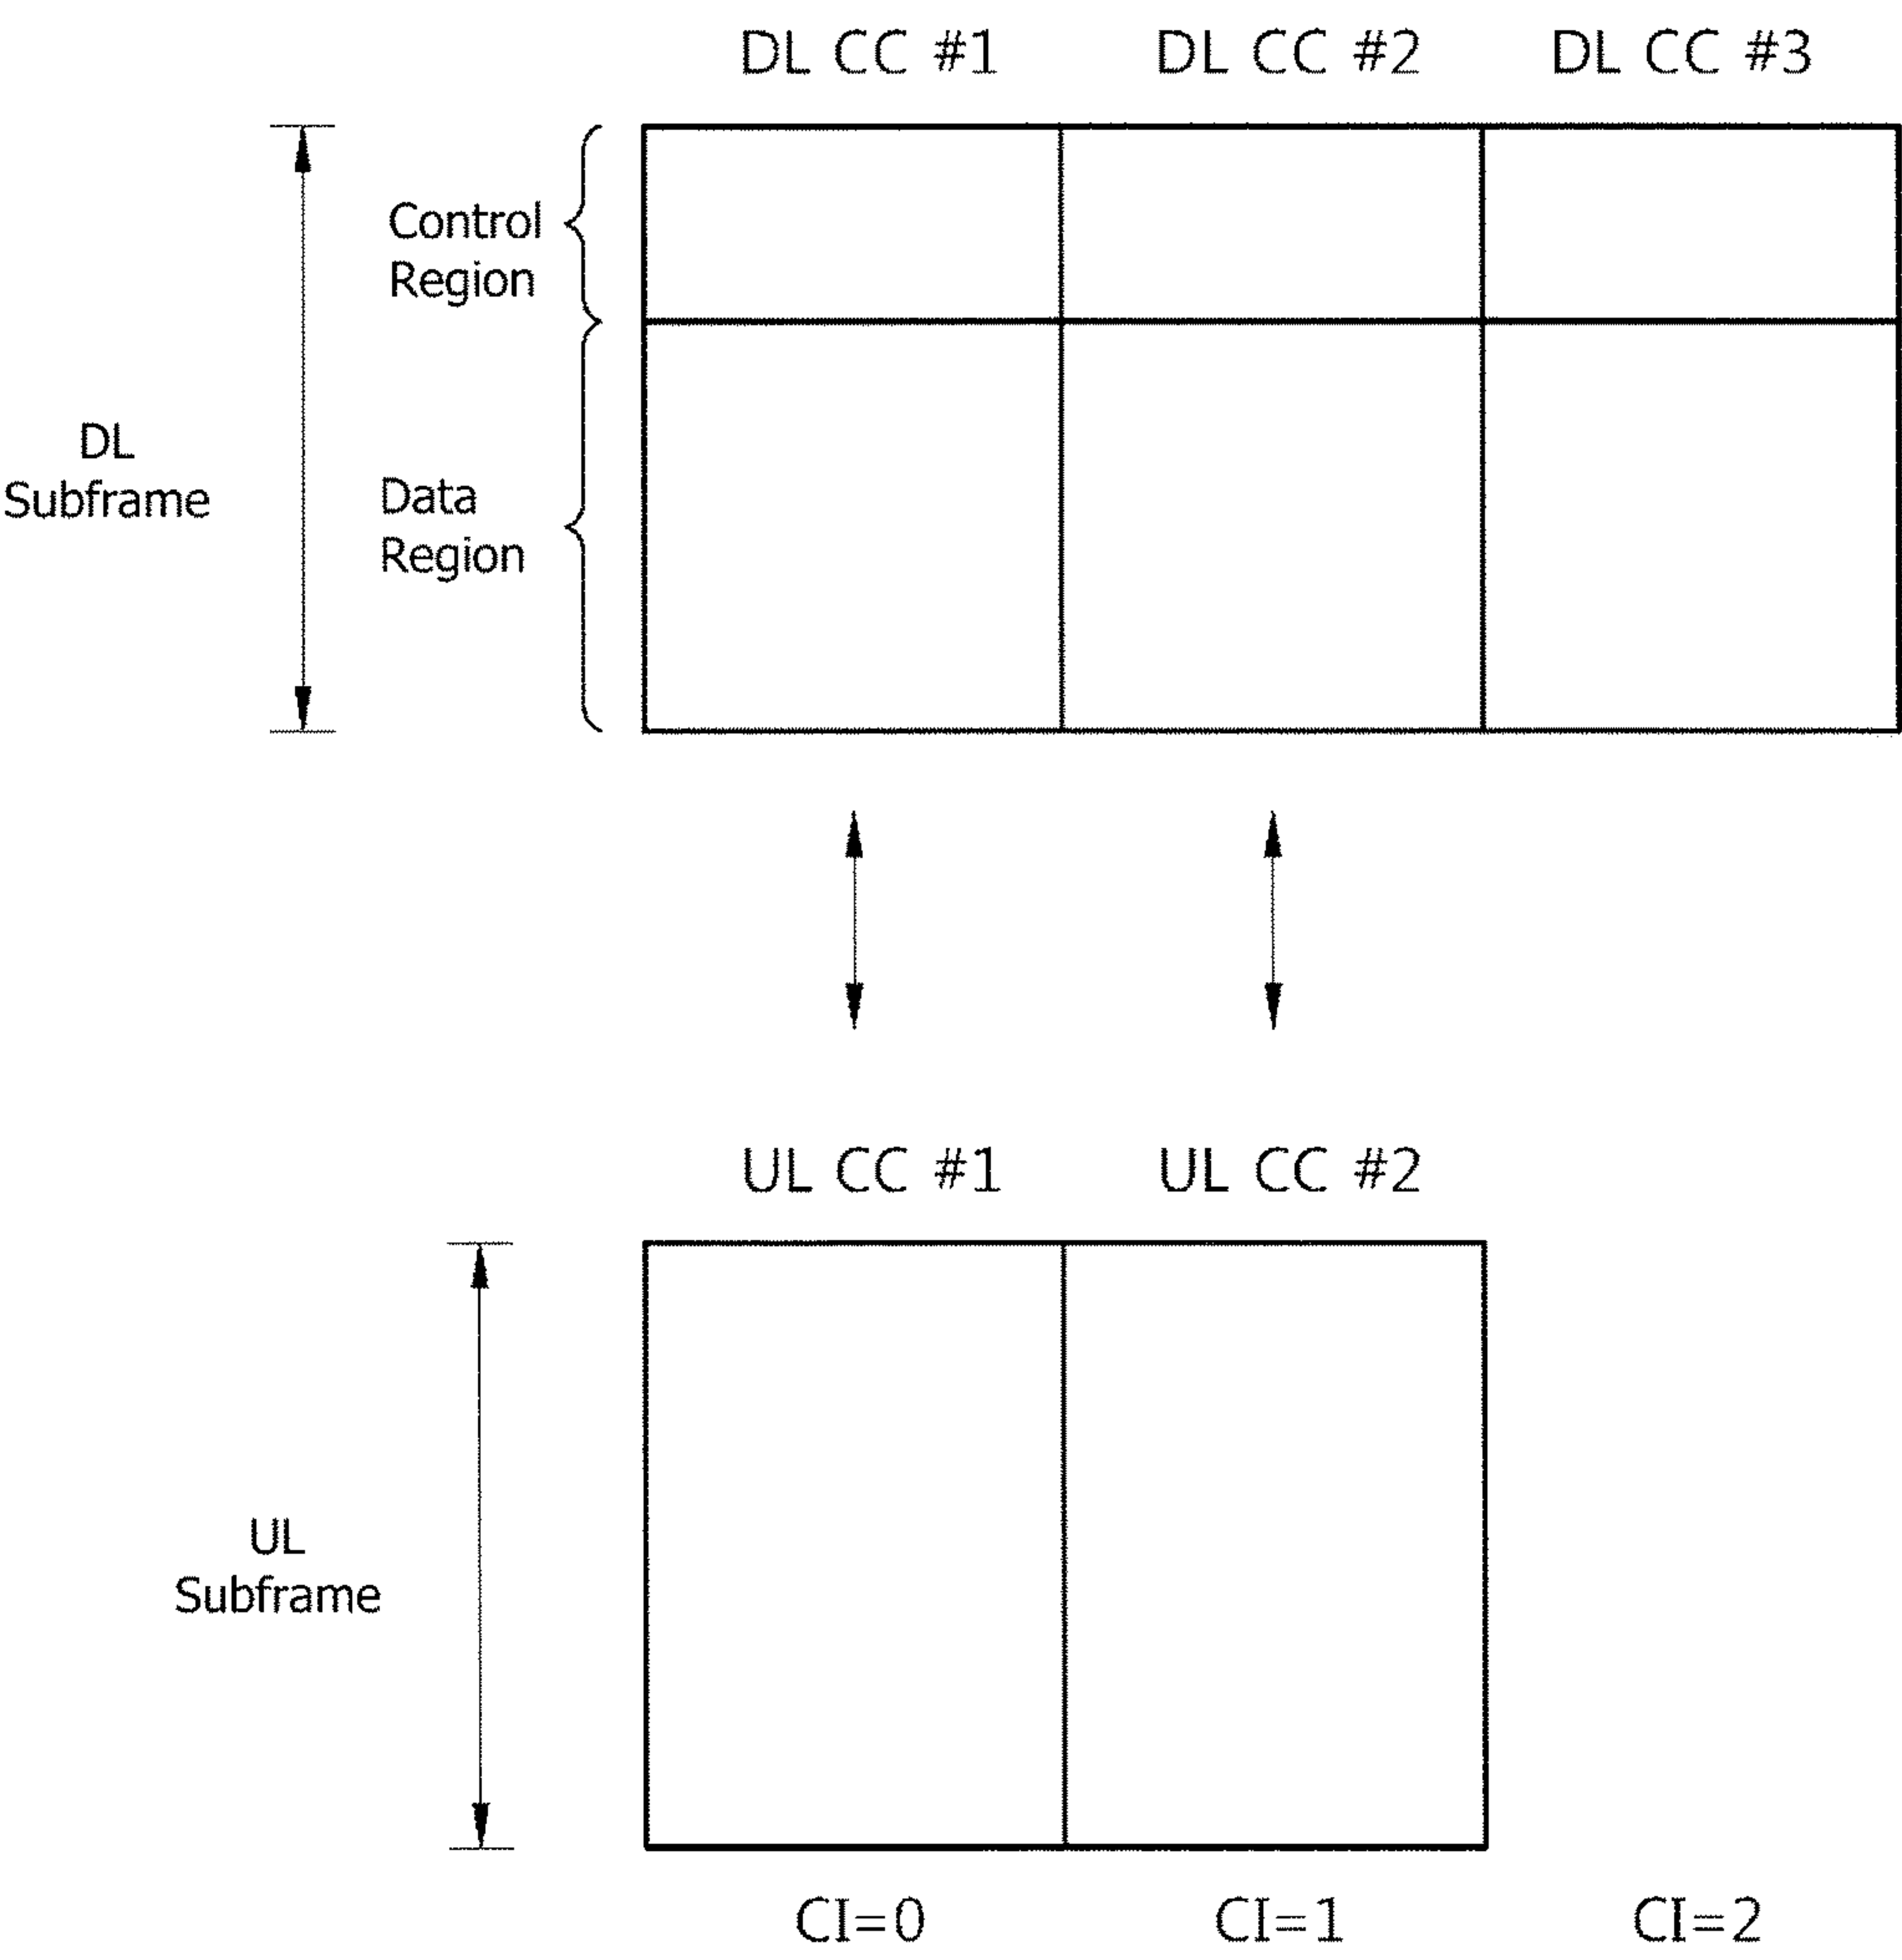 DL CC #1 DL CC #2 DL CC #3
Control
Region
DL
Subframe
Data
Region
UL CC #1 UL CC #2
UL
Subframe
CI=0 CI=1 CI=2